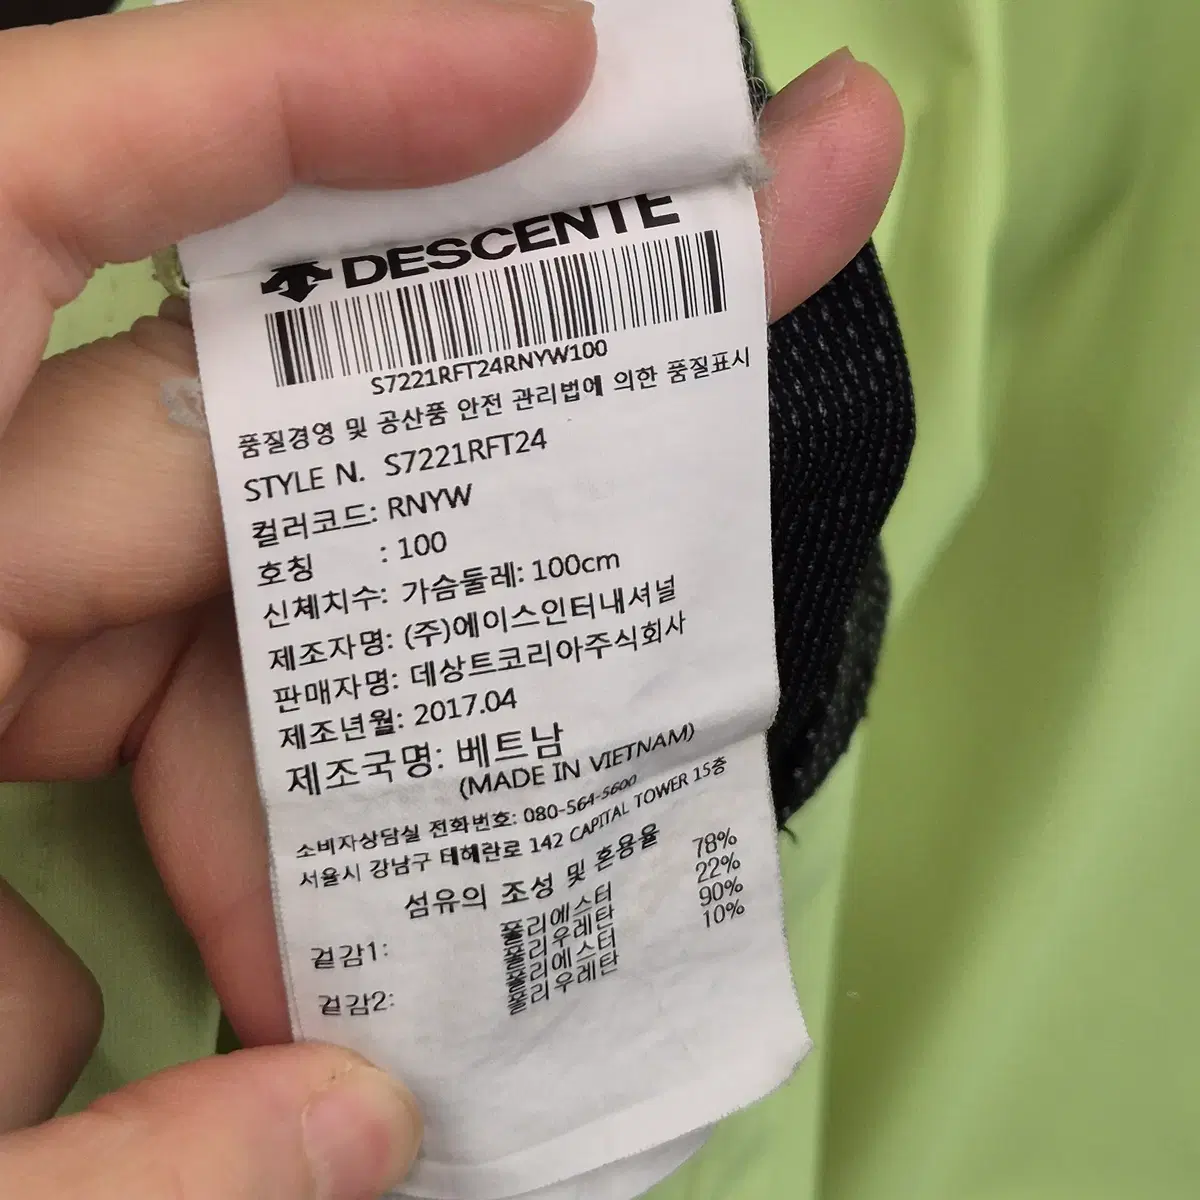 DESCENTE
S7221RFT24RNYW100
품질경영 및 공산품 안전 관리법에 의한 품질표시
STYLE N. S7221RFT24
컬러코드: RNYW
호칭 : 100
신체치수: 가슴둘레: 100cm
제조자명: (주)에이스인터내셔널
판매자명: 데상트코리아주식회사
제조년월: 2017.04
제조국명: 베트남
(MADE IN VIETNAM)
소비자상담실 전화번호: 080-564-5600
서울시 강남구 테헤란로 142 CAPITAL TOWER 15층
섬유의 조성 및 혼용율
겉감1: 폴리에스터 78%
폴리우레탄 22%
겉감2: 폴리에스터 90%
폴리우레탄 10%